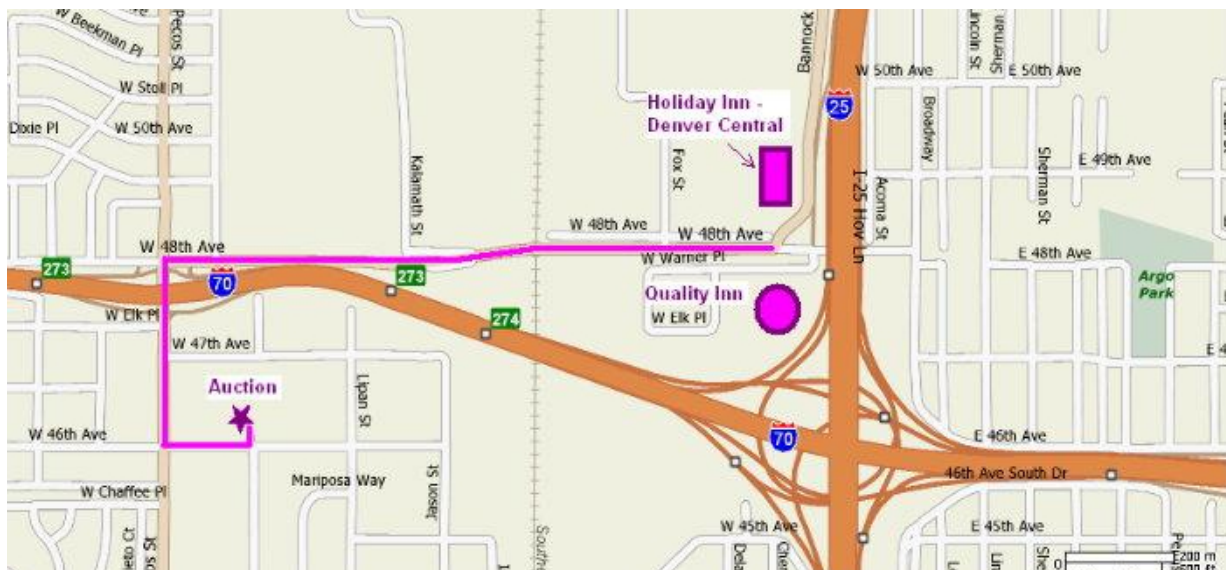 W Beekman Pl
Pecos St
W Stoll Pl
W 50th Ave
Dixie Pl
Kalamath St
Holiday Inn -
Denver Central
Bannock
25
I-25 Hov Ln
W 50th Ave
Lincoln St
Sherman
E 50th Ave
Broadway
Sherman St
E 49th Ave
Fox St
Acoma St
W 48th Ave
W 48th Ave
W 48th Ave
W Warner Pl
E 48th Ave
Argo
Park
273
70
273
Quality Inn
W Elk Pl
W Elk Pl
274
W 47th Ave
Auction
Lipan St
W 46th Ave
70
E 46th Ave
46th Ave South Dr
W Chaffee Pl
Mariposa Way
Jason St
W 45th Ave
E 45th Ave
os St
0
200 m